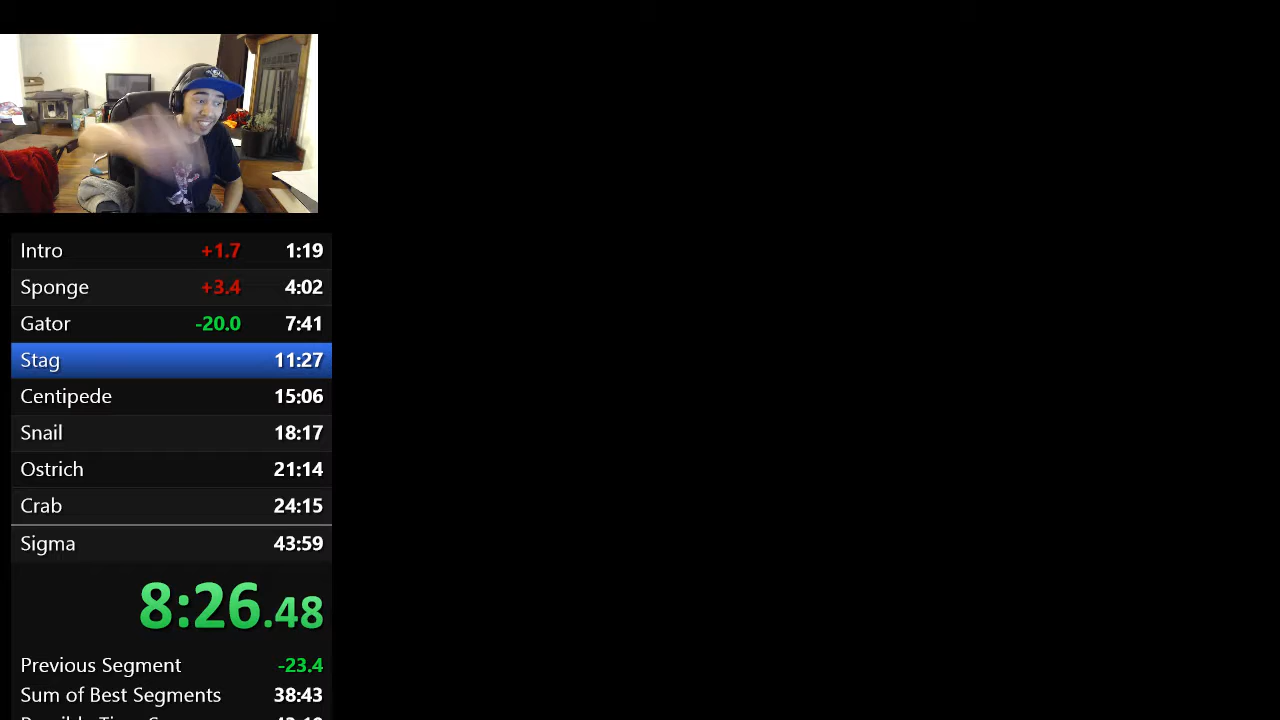 Intro +1.7 1:19
Sponge +3.4 4:02
Gator -20.0 7:41
Stag 11:27
Centipede 15:06
Snail 18:17
Ostrich 21:14
Crab 24:15
Sigma 43:59
8:26.48
Previous Segment -23.4
Sum of Best Segments 38:43